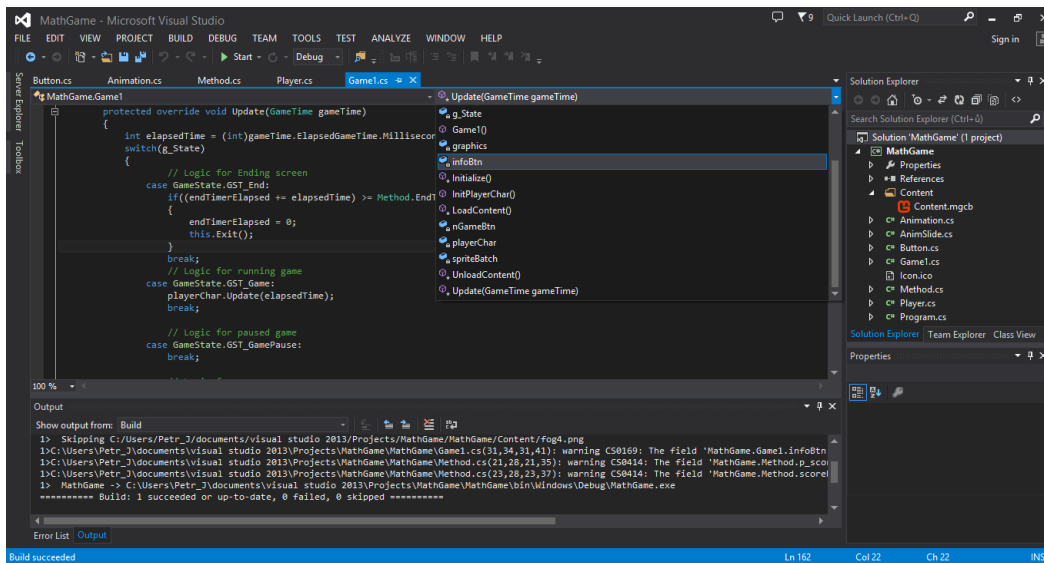 MathGame - Microsoft Visual Studio
9
Quick Launch (Ctrl+Q)
FILE EDIT VIEW PROJECT BUILD DEBUG TEAM TOOLS TEST ANALYZE WINDOW HELP
Sign in
Start
Debug
Server Explorer
Toolbox
Button.cs Animation.cs Method.cs Player.cs Game1.cs
MathGame.Game1
Update(GameTime gameTime)
protected override void Update(GameTime gameTime)
{
int elapsedTime = (int)gameTime.ElapsedGameTime.Millisecon
switch(g_State)
{
// Logic for Ending screen
case GameState.GST_End:
if((endTimerElapsed += elapsedTime) >= Method.EndT
{
endTimerElapsed = 0;
this.Exit();
}
break;
// Logic for running game
case GameState.GST_Game:
playerChar.Update(elapsedTime);
break;
// Logic for paused game
case GameState.GST_GamePause:
break;
g_State
Game1()
graphics
infoBtn
Initialize()
InitPlayerChar()
LoadContent()
nGameBtn
playerChar
spriteBatch
UnloadContent()
Update(GameTime gameTime)
100 %
Solution Explorer
Search Solution Explorer (Ctrl+ů)
Solution 'MathGame' (1 project)
MathGame
Properties
References
Content
Content.mgcb
Animation.cs
AnimSlide.cs
Button.cs
Game1.cs
Icon.ico
Method.cs
Player.cs
Program.cs
Solution Explorer Team Explorer Class View
Properties
Output
Show output from: Build
1> Skipping C:/Users/Petr_J/documents/visual studio 2013/Projects/MathGame/MathGame/Content/fog4.png
1>C:\Users\Petr_J\documents\visual studio 2013\Projects\MathGame\MathGame\Game1.cs(31,34,31,41): warning CS0169: The field 'MathGame.Game1.infoBtn
1>C:\Users\Petr_J\documents\visual studio 2013\Projects\MathGame\MathGame\Method.cs(21,28,21,35): warning CS0414: The field 'MathGame.Method.p_sco
1>C:\Users\Petr_J\documents\visual studio 2013\Projects\MathGame\MathGame\Method.cs(23,28,23,37): warning CS0414: The field 'MathGame.Method.score
1> MathGame -> C:\Users\Petr_J\documents\visual studio 2013\Projects\MathGame\MathGame\bin\Windows\Debug\MathGame.exe
========== Build: 1 succeeded or up-to-date, 0 failed, 0 skipped ==========
Error List Output
Build succeeded
Ln 162 Col 22 Ch 22 INS